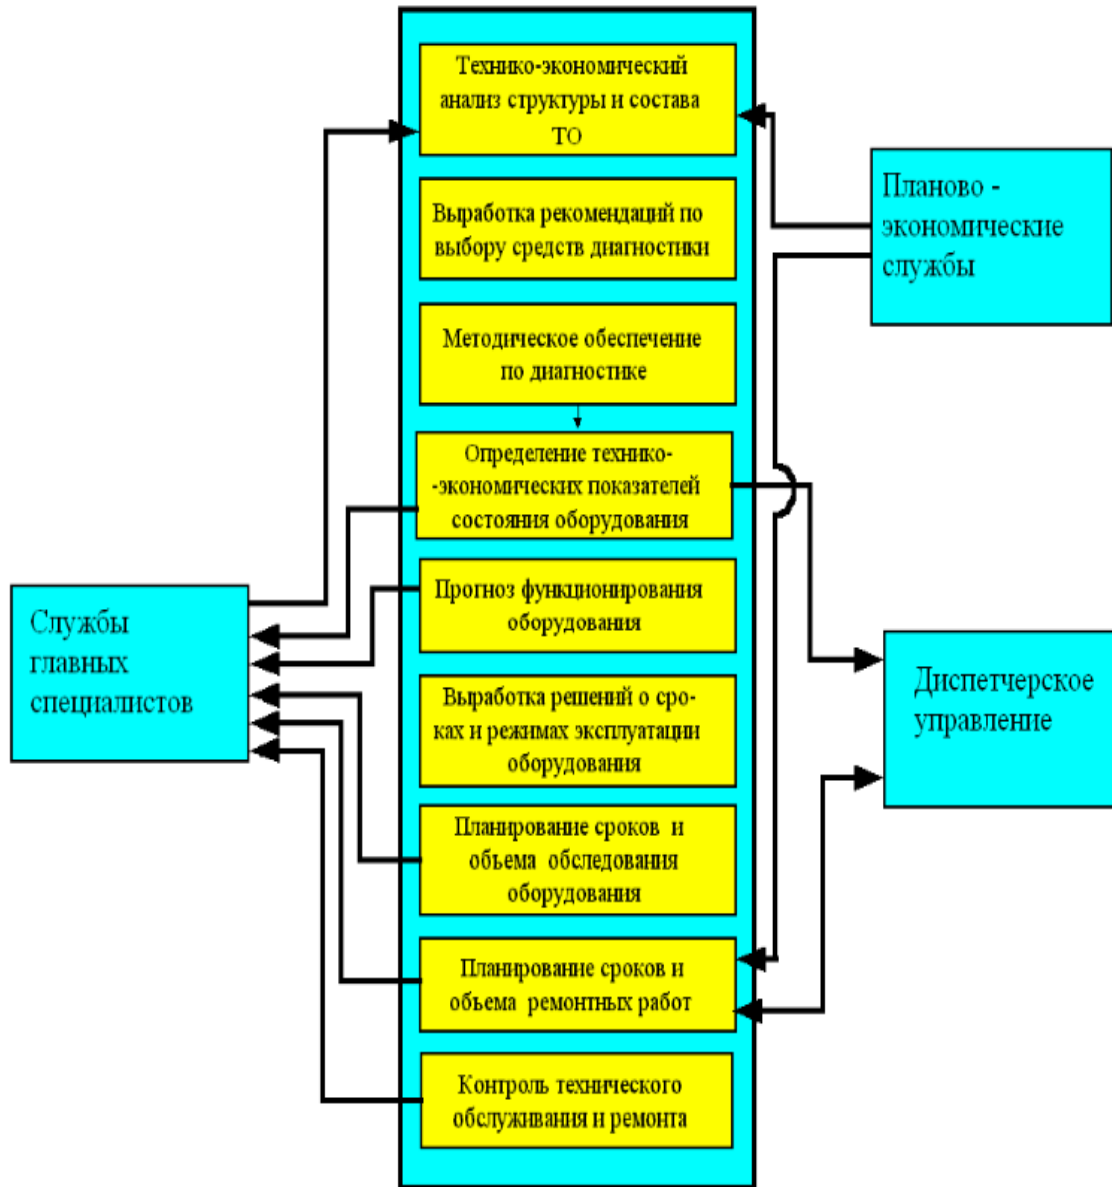 Технико-экономический
анализ структуры и состава
ТО
Выработка рекомендаций по
выбору средств диагностики
Методическое обеспечение
по диагностике
Определение технико-
-экономических показателей
состояния оборудования
Прогноз функционирования
оборудования
Выработка решений о сро-
ках и режимах эксплуатации
оборудования
Планирование сроков и
обьема обследования
оборудования
Планирование сроков и
обьема ремонтных работ
Контроль технического
обслуживания и ремонта
Службы
главных
специалистов
Планово -
экономические
службы
Диспетчерское
управление